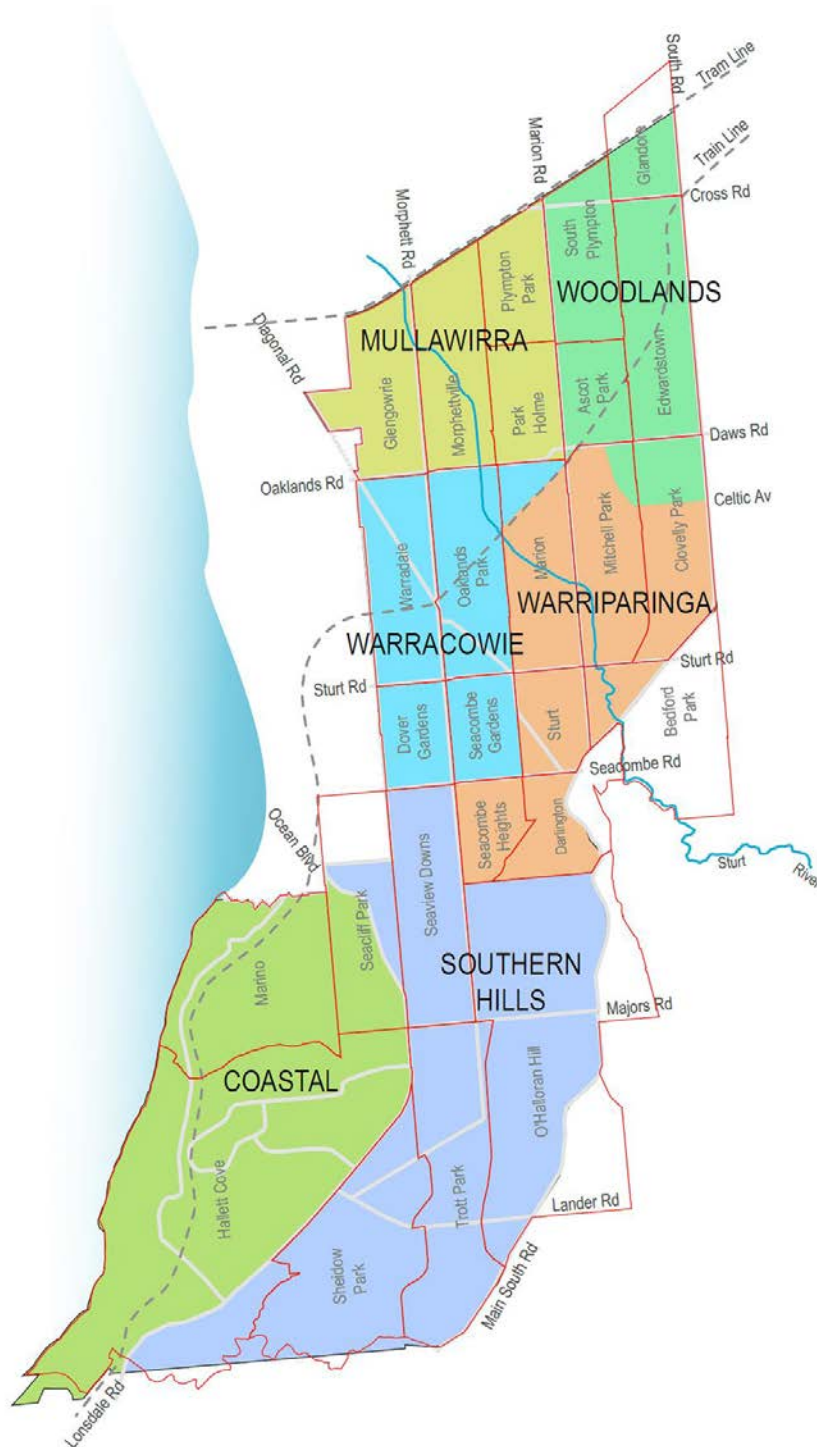 South Rd
Tram Line
Train Line
Marion Rd
Glandore
Cross Rd
Morphett Rd
South
Plympton
Plympton
Park
WOODLANDS
Diagonal Rd
MULLAWIRRA
Glengowrie
Morphettville
Park
Holme
Ascot
Park
Edwardstown
Daws Rd
Oaklands Rd
Celtic Av
Warradale
Oaklands
Park
Marion
Mitchell Park
Clovelly Park
WARRIPARINGA
WARRACOWIE
Sturt Rd
Sturt Rd
Dover
Gardens
Seacombe
Gardens
Sturt
Bedford
Park
Seacombe Rd
Ocean Blvd
Seacombe
Heights
Darlington
Sturt
River
Seaview Downs
Seacliff Park
Marino
SOUTHERN
HILLS
Majors Rd
COASTAL
O'Halloran Hill
Hallett Cove
Trott Park
Lander Rd
Sheidow
Park
Main South Rd
Lonsdale Rd